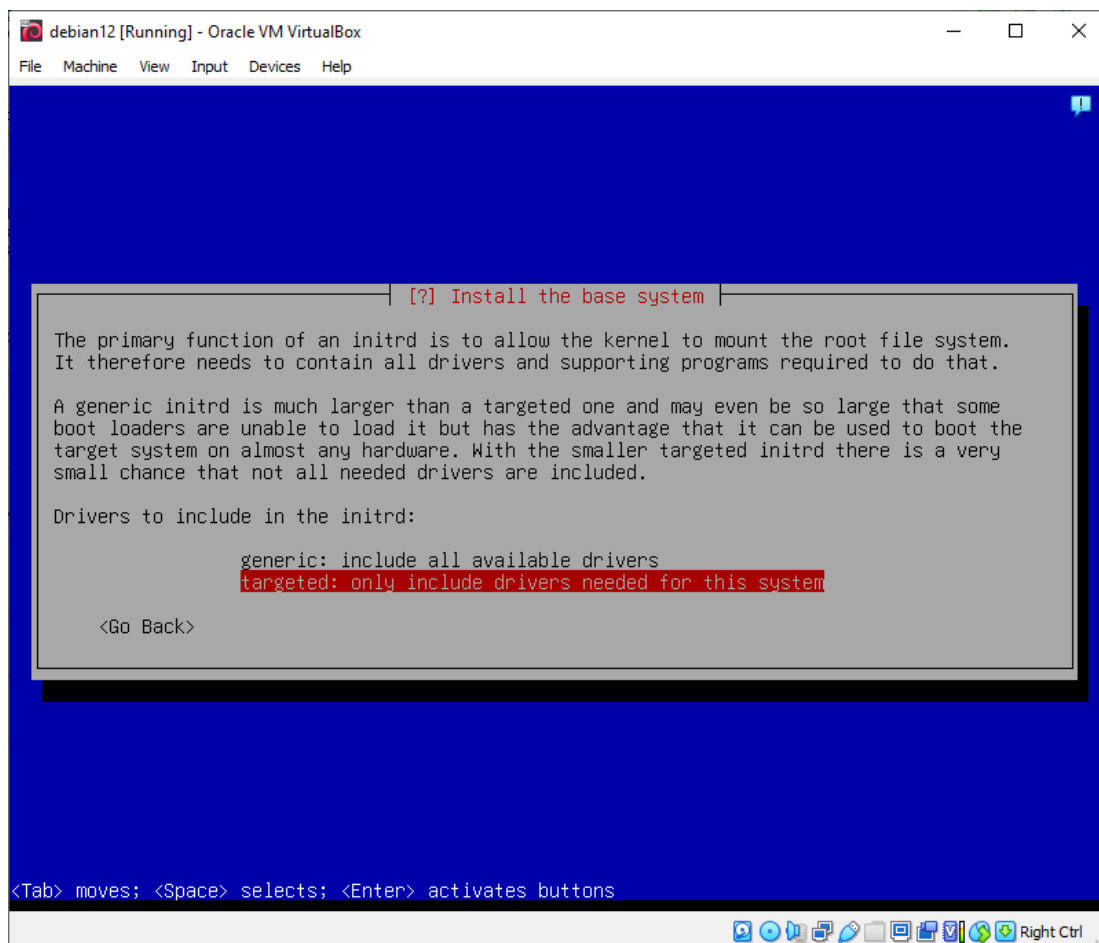 debian12 [Running] - Oracle VM VirtualBox
File Machine View Input Devices Help
[?] Install the base system
The primary function of an initrd is to allow the kernel to mount the root file system.
It therefore needs to contain all drivers and supporting programs required to do that.
A generic initrd is much larger than a targeted one and may even be so large that some
boot loaders are unable to load it but has the advantage that it can be used to boot the
target system on almost any hardware. With the smaller targeted initrd there is a very
small chance that not all needed drivers are included.
Drivers to include in the initrd:
generic: include all available drivers
targeted: only include drivers needed for this system
<Go Back>
<Tab> moves; <Space> selects; <Enter> activates buttons
Right Ctrl